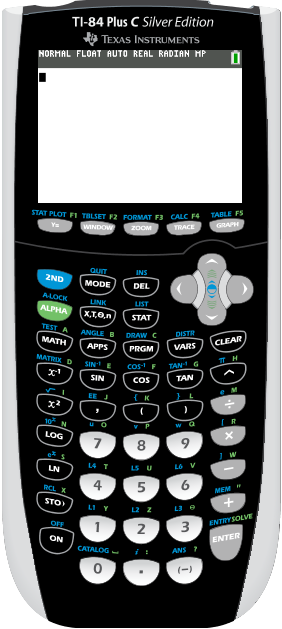 TI-84 Plus C Silver Edition
TEXAS INSTRUMENTS
NORMAL FLOAT AUTO REAL RADIAN MP
STAT PLOT F1 TBLSET F2 FORMAT F3 CALC F4 TABLE F5
Y= WINDOW ZOOM TRACE GRAPH
QUIT INS
2ND MODE DEL
A-LOCK LINK LIST
ALPHA X,T,Θ,n STAT
TEST A ANGLE B DRAW C DISTR
MATH APPS PRGM VARS CLEAR
MATRIX D SIN⁻¹ E COS⁻¹ F TAN⁻¹ G π H
X⁻¹ SIN COS TAN ^
√ I EE J { K } L e M
X² , ( ) ÷
10ˣ N u O v P w Q [ R
LOG 7 8 9 ×
eˣ S L4 T L5 U L6 V ] W
LN 4 5 6 −
RCL X L1 Y L2 Z L3 Θ MEM "
STO› 1 2 3 +
OFF CATALOG ⎵ i : ANS ? ENTRY SOLVE
ON 0 . (−) ENTER